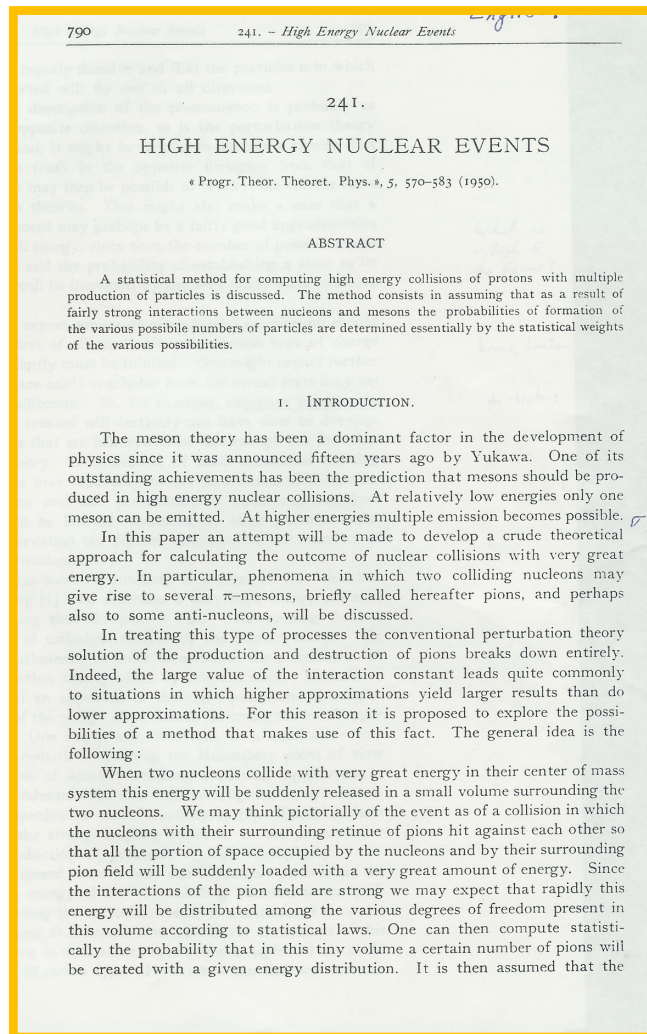 790
241. – High Energy Nuclear Events
241.
HIGH ENERGY NUCLEAR EVENTS
« Progr. Theor. Theoret. Phys. », 5, 570–583 (1950).
ABSTRACT
A statistical method for computing high energy collisions of protons with multiple
production of particles is discussed. The method consists in assuming that as a result of
fairly strong interactions between nucleons and mesons the probabilities of formation of
the various possibile numbers of particles are determined essentially by the statistical weights
of the various possibilities.
1. INTRODUCTION.
The meson theory has been a dominant factor in the development of
physics since it was announced fifteen years ago by Yukawa. One of its
outstanding achievements has been the prediction that mesons should be pro-
duced in high energy nuclear collisions. At relatively low energies only one
meson can be emitted. At higher energies multiple emission becomes possible.
In this paper an attempt will be made to develop a crude theoretical
approach for calculating the outcome of nuclear collisions with very great
energy. In particular, phenomena in which two colliding nucleons may
give rise to several π–mesons, briefly called hereafter pions, and perhaps
also to some anti-nucleons, will be discussed.
In treating this type of processes the conventional perturbation theory
solution of the production and destruction of pions breaks down entirely.
Indeed, the large value of the interaction constant leads quite commonly
to situations in which higher approximations yield larger results than do
lower approximations. For this reason it is proposed to explore the possi-
bilities of a method that makes use of this fact. The general idea is the
following :
When two nucleons collide with very great energy in their center of mass
system this energy will be suddenly released in a small volume surrounding the
two nucleons. We may think pictorially of the event as of a collision in which
the nucleons with their surrounding retinue of pions hit against each other so
that all the portion of space occupied by the nucleons and by their surrounding
pion field will be suddenly loaded with a very great amount of energy. Since
the interactions of the pion field are strong we may expect that rapidly this
energy will be distributed among the various degrees of freedom present in
this volume according to statistical laws. One can then compute statisti-
cally the probability that in this tiny volume a certain number of pions will
be created with a given energy distribution. It is then assumed that the